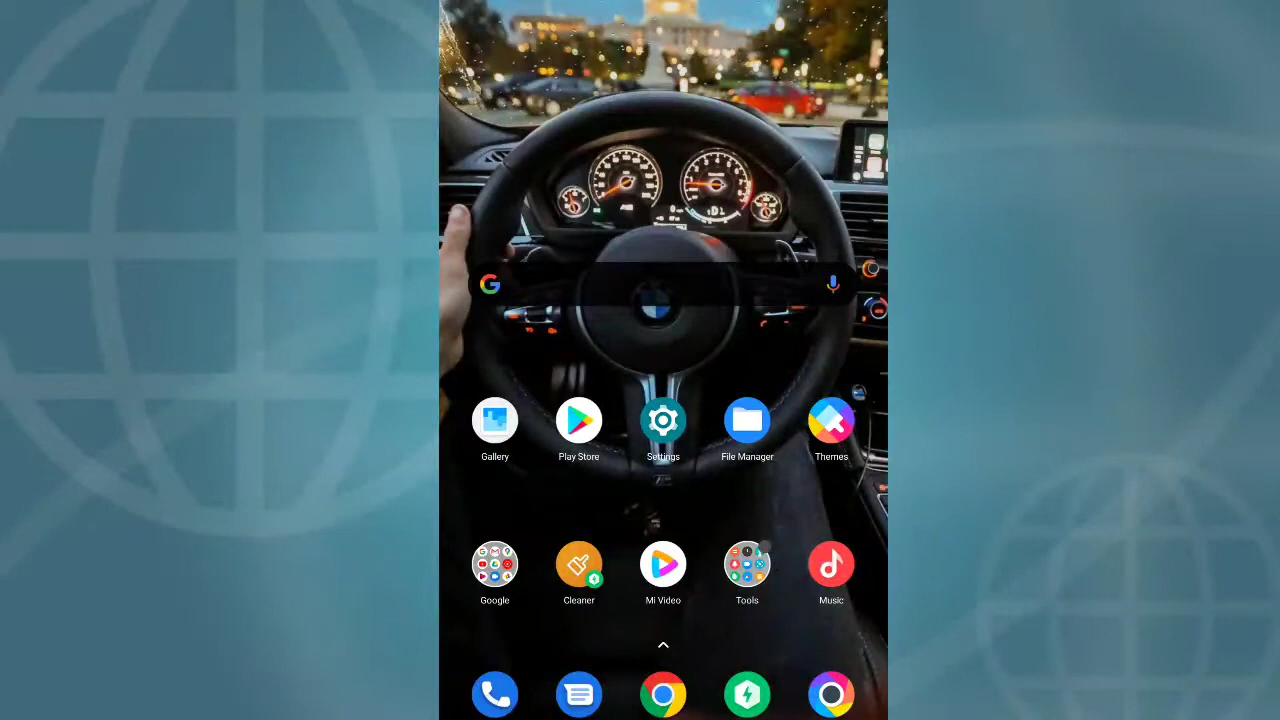 Gallery
Play Store
Settings
File Manager
Themes
Google
Cleaner
Mi Video
Tools
Music